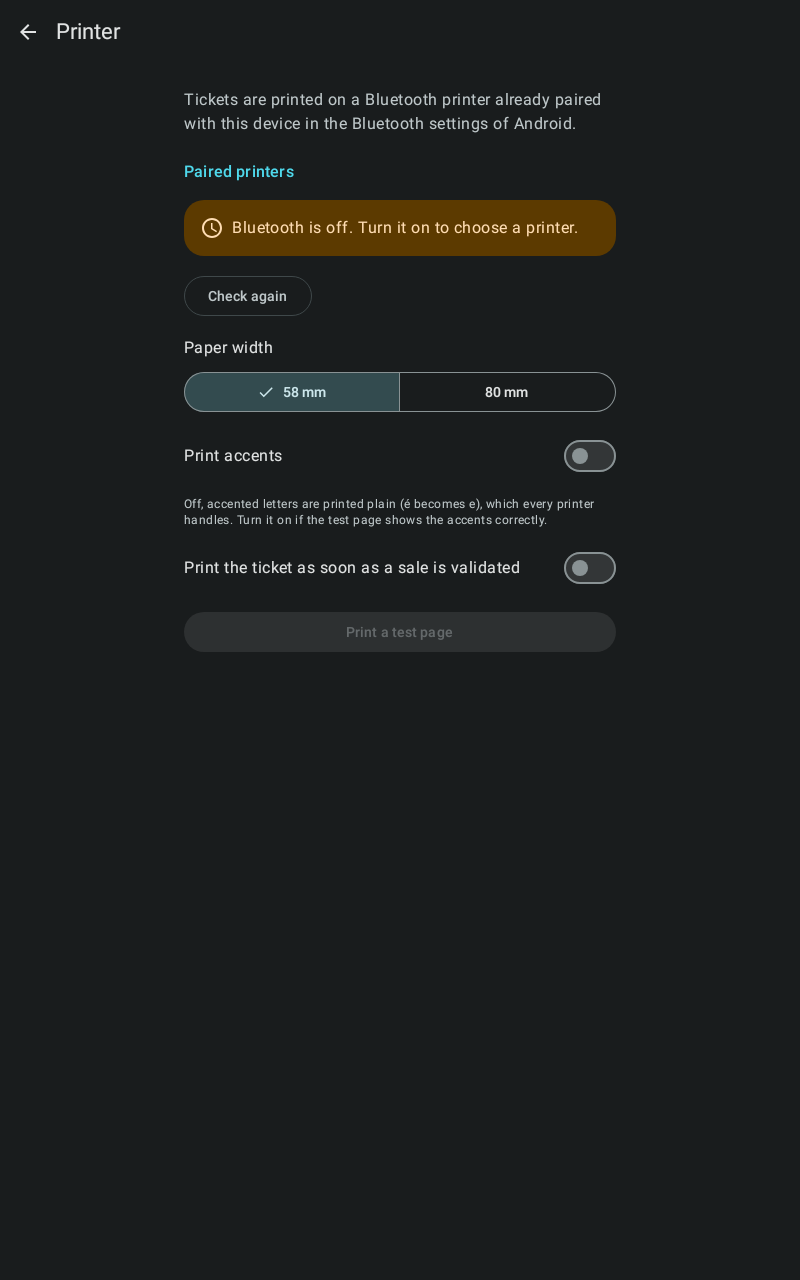 Printer
Tickets are printed on a Bluetooth printer already paired
with this device in the Bluetooth settings of Android.
Paired printers
Bluetooth is off. Turn it on to choose a printer.
Check again
Paper width
58 mm
80 mm
Print accents
Off, accented letters are printed plain (é becomes e), which every printer
handles. Turn it on if the test page shows the accents correctly.
Print the ticket as soon as a sale is validated
Print a test page